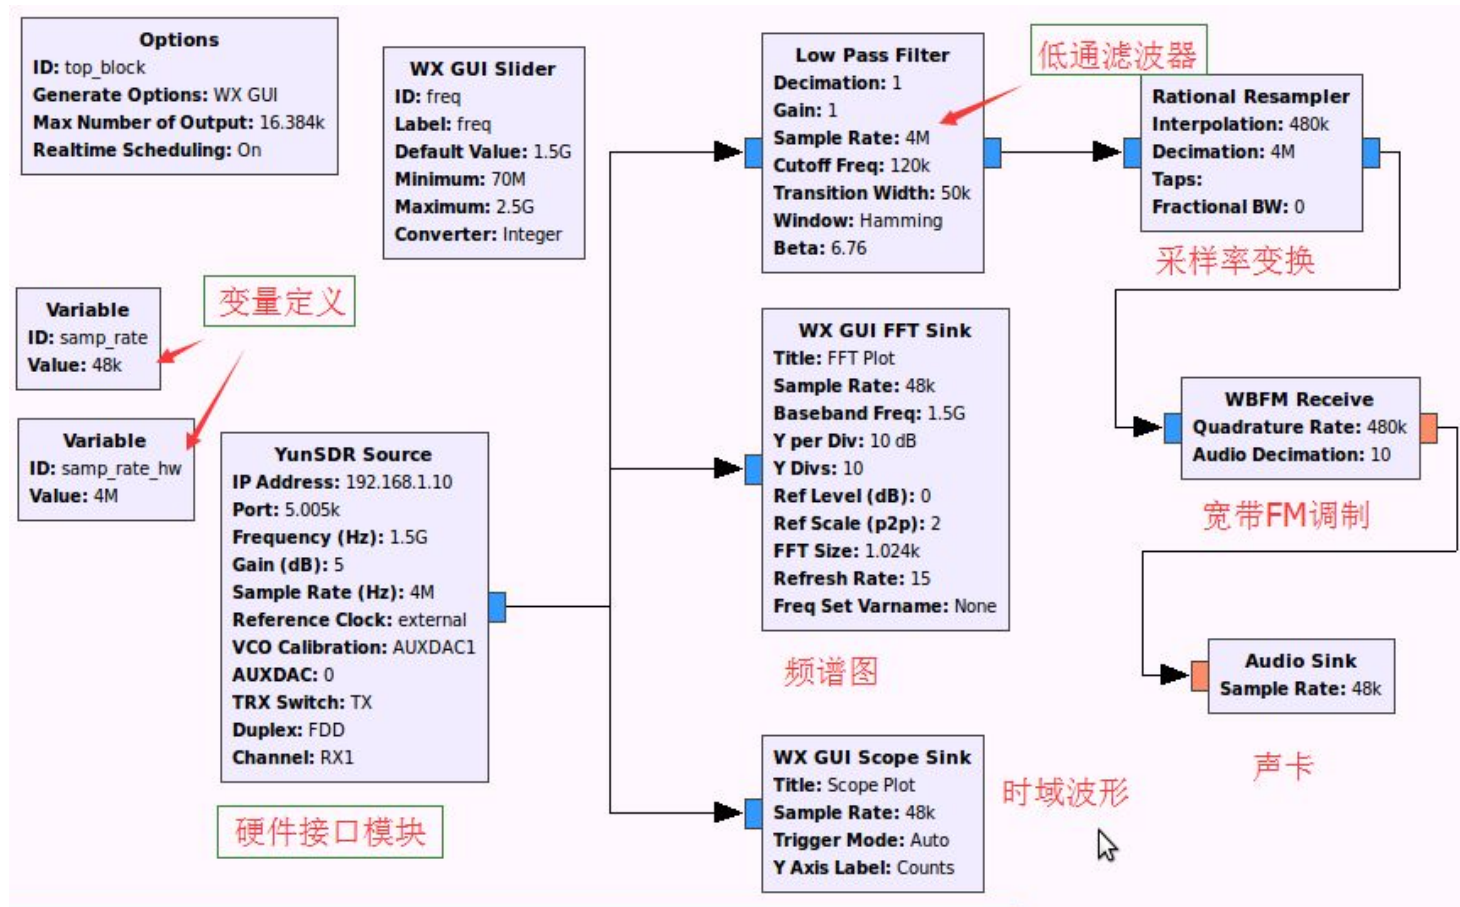 Options
ID: top_block
Generate Options: WX GUI
Max Number of Output: 16.384k
Realtime Scheduling: On
WX GUI Slider
ID: freq
Label: freq
Default Value: 1.5G
Minimum: 70M
Maximum: 2.5G
Converter: Integer
Low Pass Filter
Decimation: 1
Gain: 1
Sample Rate: 4M
Cutoff Freq: 120k
Transition Width: 50k
Window: Hamming
Beta: 6.76
低通滤波器
Rational Resampler
Interpolation: 480k
Decimation: 4M
Taps:
Fractional BW: 0
采样率变换
Variable
ID: samp_rate
Value: 48k
变量定义
Variable
ID: samp_rate_hw
Value: 4M
YunSDR Source
IP Address: 192.168.1.10
Port: 5.005k
Frequency (Hz): 1.5G
Gain (dB): 5
Sample Rate (Hz): 4M
Reference Clock: external
VCO Calibration: AUXDAC1
AUXDAC: 0
TRX Switch: TX
Duplex: FDD
Channel: RX1
硬件接口模块
WX GUI FFT Sink
Title: FFT Plot
Sample Rate: 48k
Baseband Freq: 1.5G
Y per Div: 10 dB
Y Divs: 10
Ref Level (dB): 0
Ref Scale (p2p): 2
FFT Size: 1.024k
Refresh Rate: 15
Freq Set Varname: None
频谱图
WBFM Receive
Quadrature Rate: 480k
Audio Decimation: 10
宽带FM调制
Audio Sink
Sample Rate: 48k
声卡
WX GUI Scope Sink
Title: Scope Plot
Sample Rate: 48k
Trigger Mode: Auto
Y Axis Label: Counts
时域波形